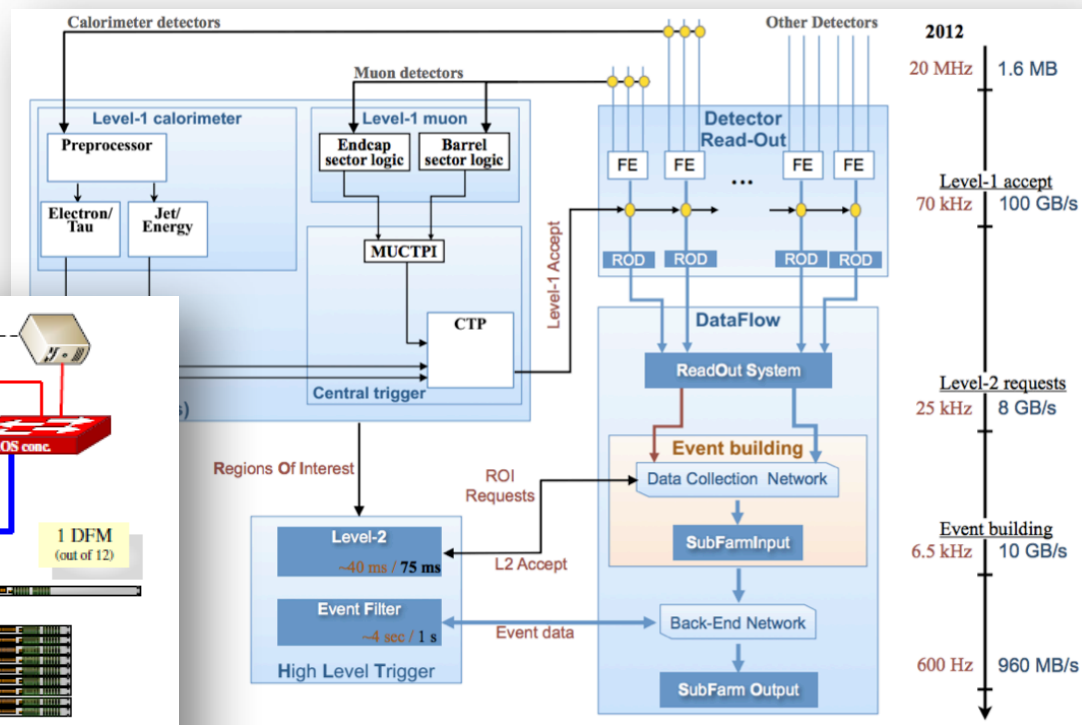 Calorimeter detectors
Other Detectors
2012
20 MHz
1.6 MB
Muon detectors
Level-1 calorimeter
Level-1 muon
Detector
Read-Out
Preprocessor
Endcap
sector logic
Barrel
sector logic
FE
FE
FE
FE
...
Level-1 accept
70 kHz
100 GB/s
Electron/
Tau
Jet/
Energy
MUCTPI
Level-1 Accept
ROD
ROD
ROD
ROD
DataFlow
CTP
ReadOut System
Central trigger
s)
Level-2 requests
25 kHz
8 GB/s
OS conc.
Regions Of Interest
ROI
Requests
Event building
Data Collection Network
1 DFM
(out of 12)
Level-2
~40 ms / 75 ms
L2 Accept
SubFarmInput
Event building
6.5 kHz
10 GB/s
Event Filter
~4 sec / 1 s
Event data
Back-End Network
High Level Trigger
SubFarm Output
600 Hz
960 MB/s